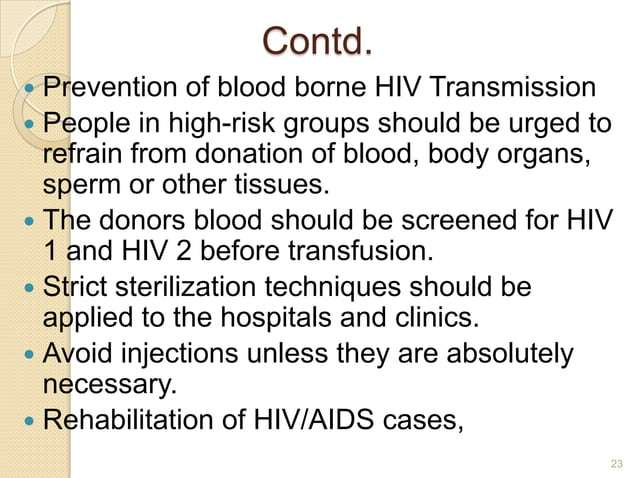 Contd.
Prevention of blood borne HIV Transmission
People in high-risk groups should be urged to
refrain from donation of blood, body organs,
sperm or other tissues.
The donors blood should be screened for HIV
1 and HIV 2 before transfusion.
Strict sterilization techniques should be
applied to the hospitals and clinics.
Avoid injections unless they are absolutely
necessary.
Rehabilitation of HIV/AIDS cases,
23